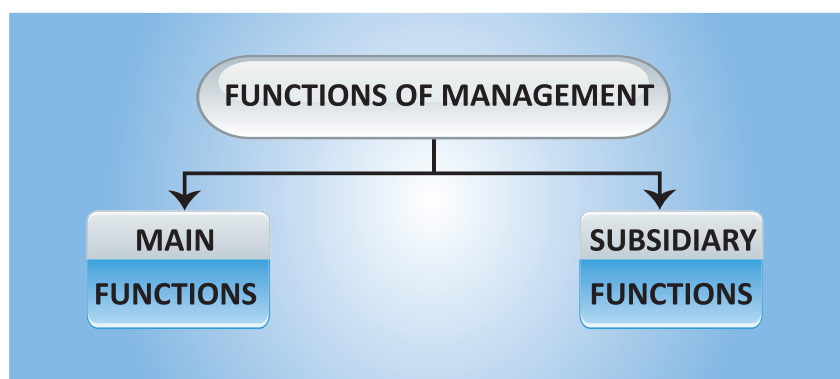 FUNCTIONS OF MANAGEMENT
MAIN
FUNCTIONS
SUBSIDIARY
FUNCTIONS